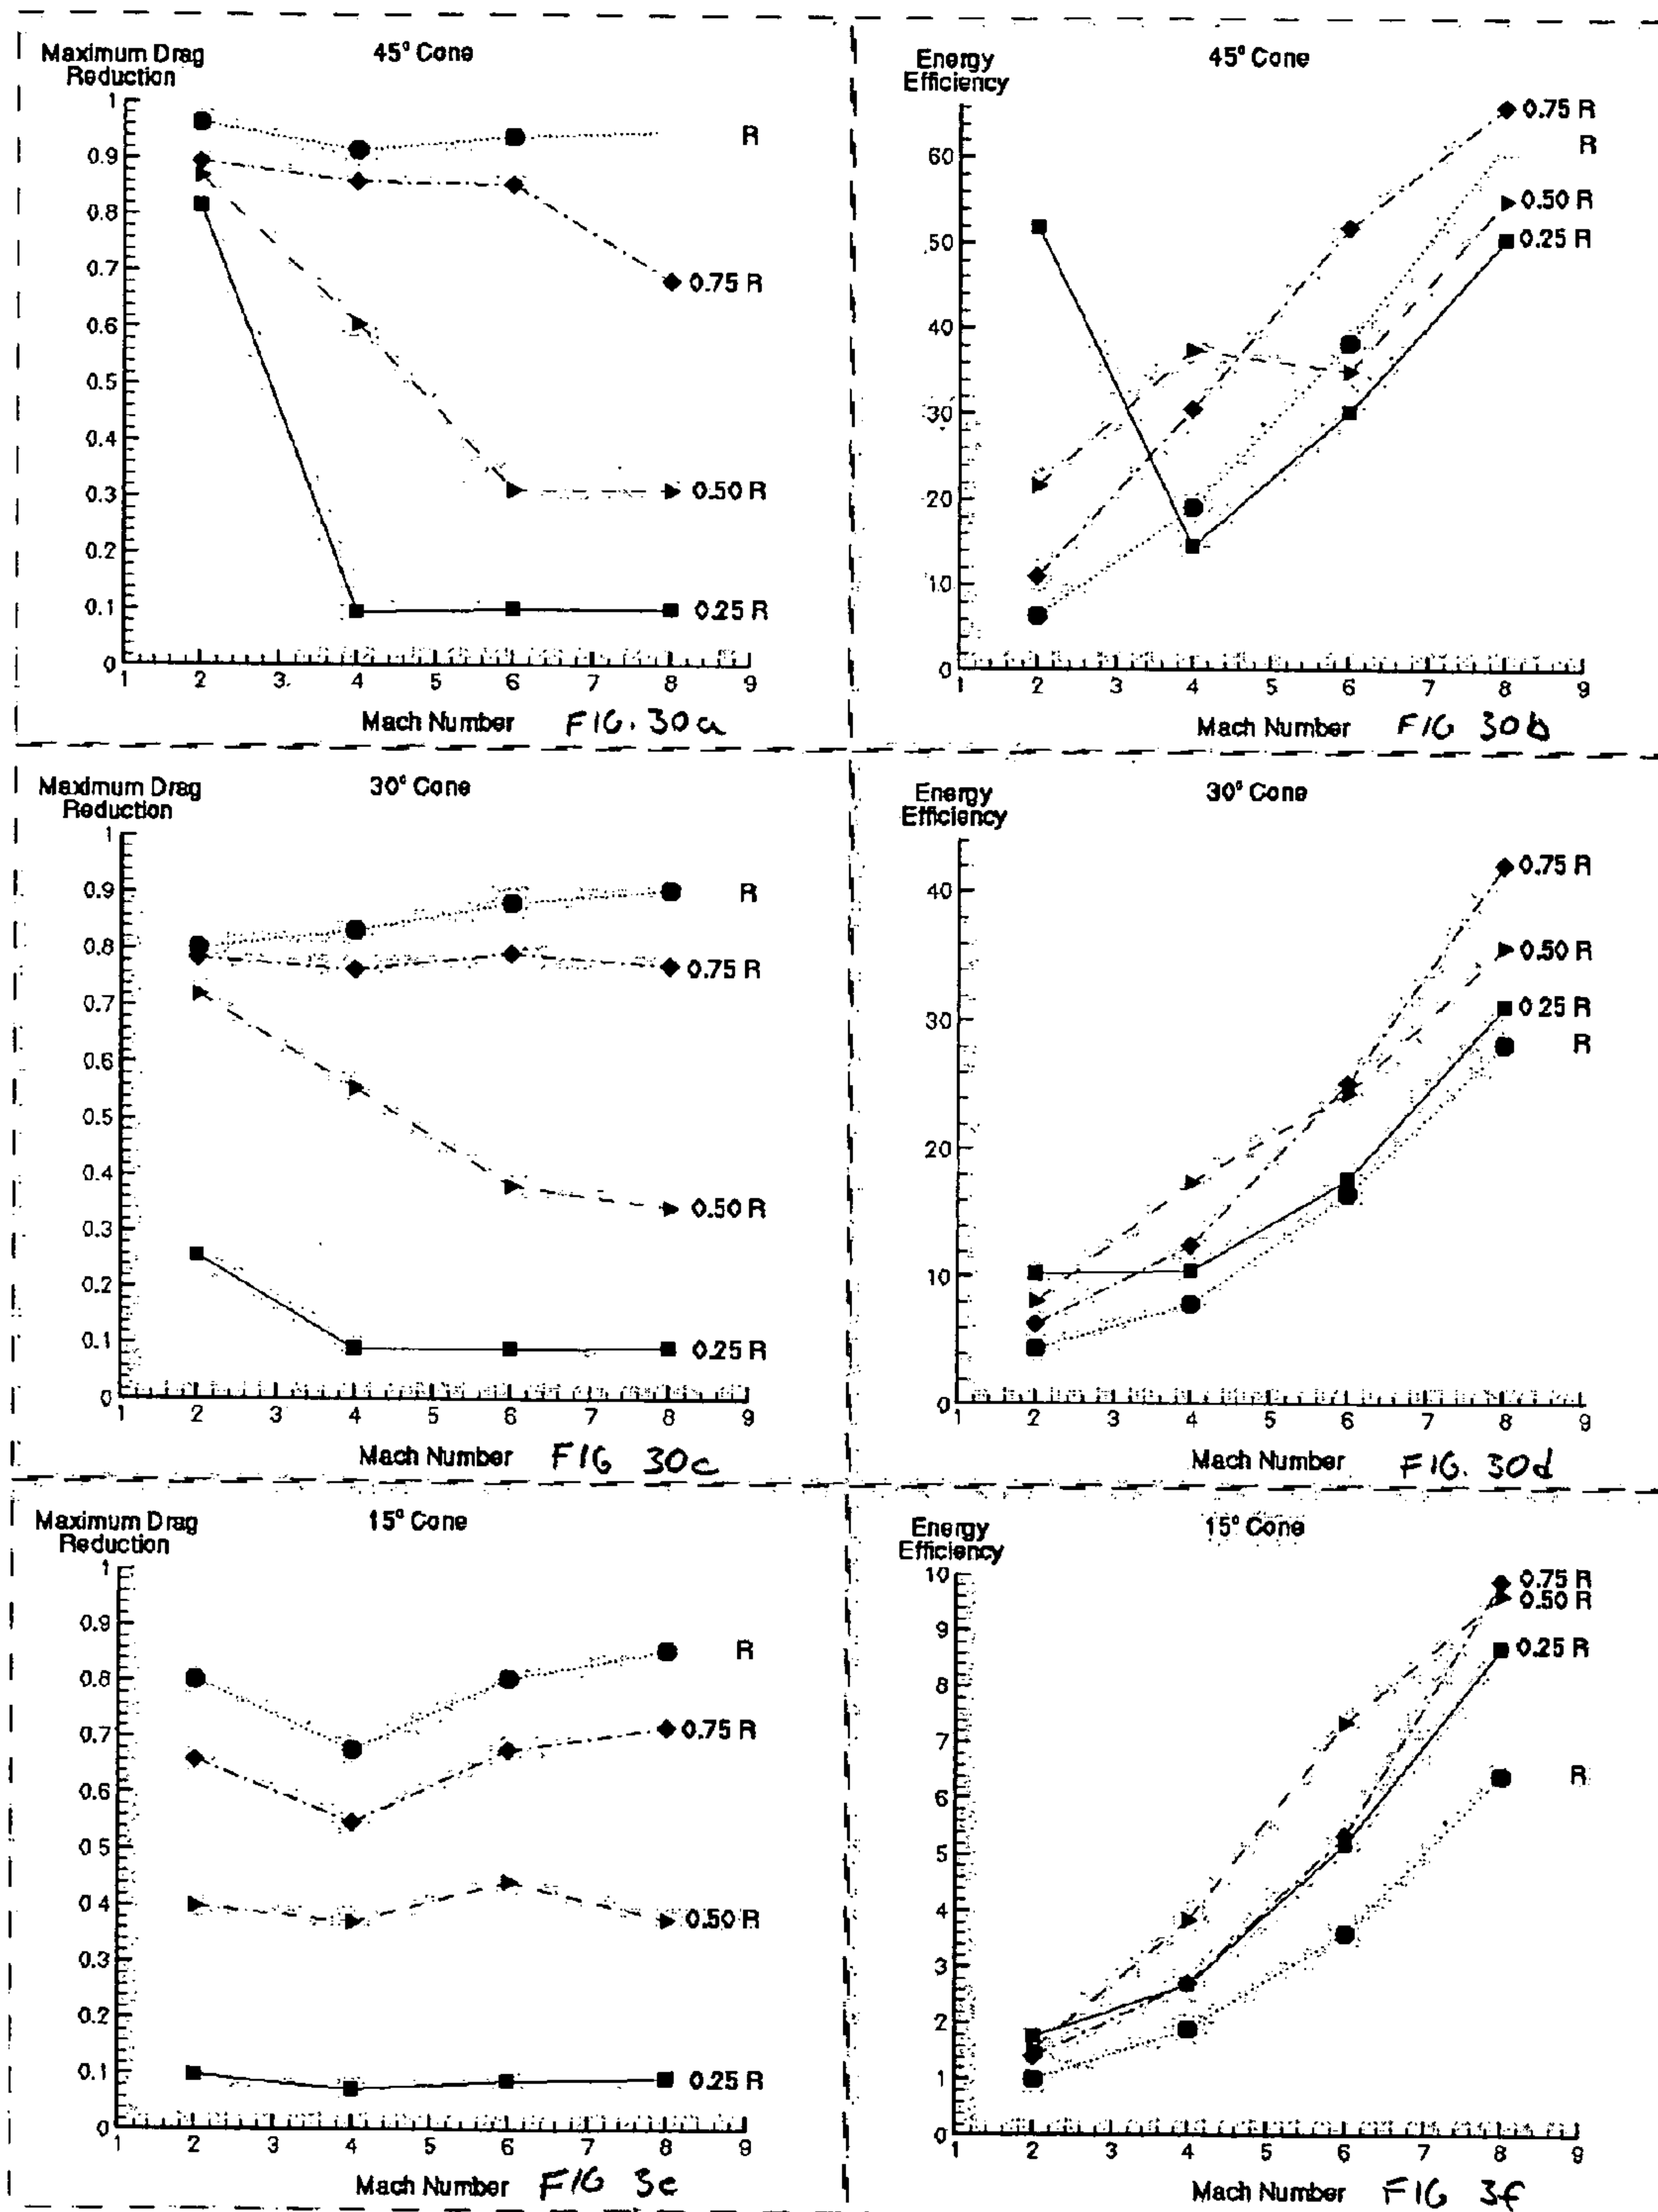 Maximum Drag
Reduction
45° Cone
1
0.9
0.8
0.7
0.6
0.5
0.4
0.3
0.2
0.1
0
1 2 3 4 5 6 7 8 9
R
0.75 R
0.50 R
0.25 R
Mach Number FIG. 30a
Energy
Efficiency
45° Cone
60
50
40
30
20
10
0
1 2 3 4 5 6 7 8 9
0.75 R
R
0.50 R
0.25 R
Mach Number FIG 30b
Maximum Drag
Reduction
30° Cone
1
0.9
0.8
0.7
0.6
0.5
0.4
0.3
0.2
0.1
0
1 2 3 4 5 6 7 8 9
R
0.75 R
0.50 R
0.25 R
Mach Number FIG 30c
Energy
Efficiency
30° Cone
40
30
20
10
0
1 2 3 4 5 6 7 8 9
0.75 R
0.50 R
0.25 R
R
Mach Number FIG. 30d
Maximum Drag
Reduction
15° Cone
1
0.9
0.8
0.7
0.6
0.5
0.4
0.3
0.2
0.1
0
1 2 3 4 5 6 7 8 9
R
0.75 R
0.50 R
0.25 R
Mach Number FIG 3e
Energy
Efficiency
15° Cone
10
9
8
7
6
5
4
3
2
1
0
1 2 3 4 5 6 7 8 9
0.75 R
0.50 R
0.25 R
R
Mach Number FIG 3f